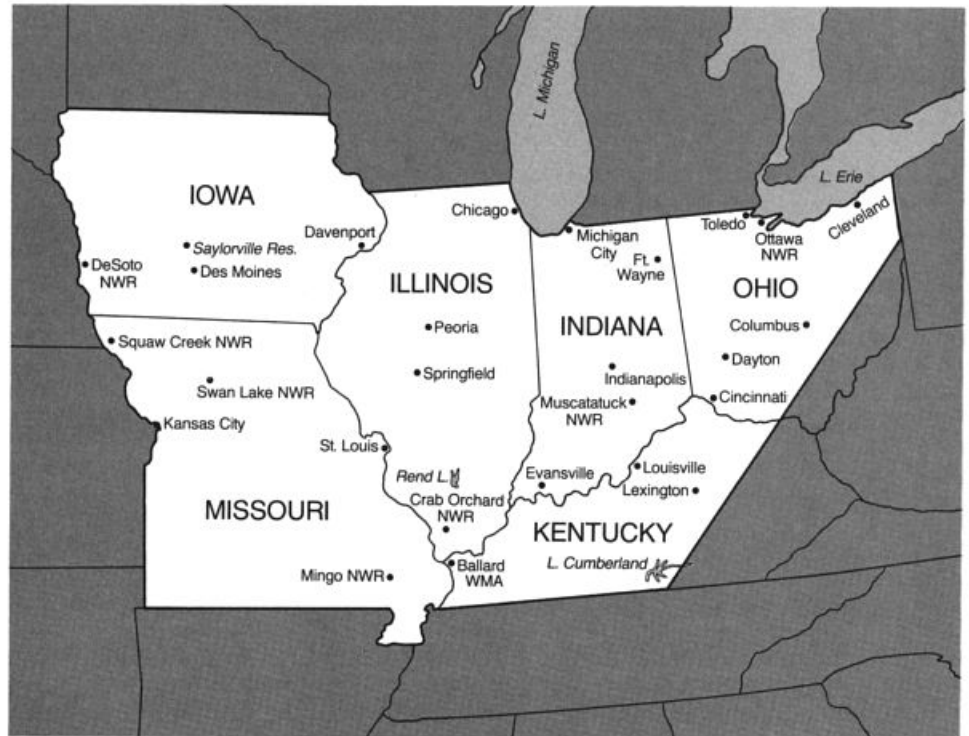 L. Michigan
L. Erie
IOWA
Chicago
Toledo
Cleveland
Davenport
Michigan
City
Ottawa
NWR
Saylorville Res.
DeSoto
NWR
Des Moines
Ft.
Wayne
ILLINOIS
OHIO
Peoria
INDIANA
Columbus
Squaw Creek NWR
Dayton
Springfield
Indianapolis
Swan Lake NWR
Muscatatuck
NWR
Cincinnati
Kansas City
St. Louis
Rend L.
Evansville
Louisville
Lexington
Crab Orchard
NWR
MISSOURI
KENTUCKY
Ballard
WMA
L. Cumberland
Mingo NWR